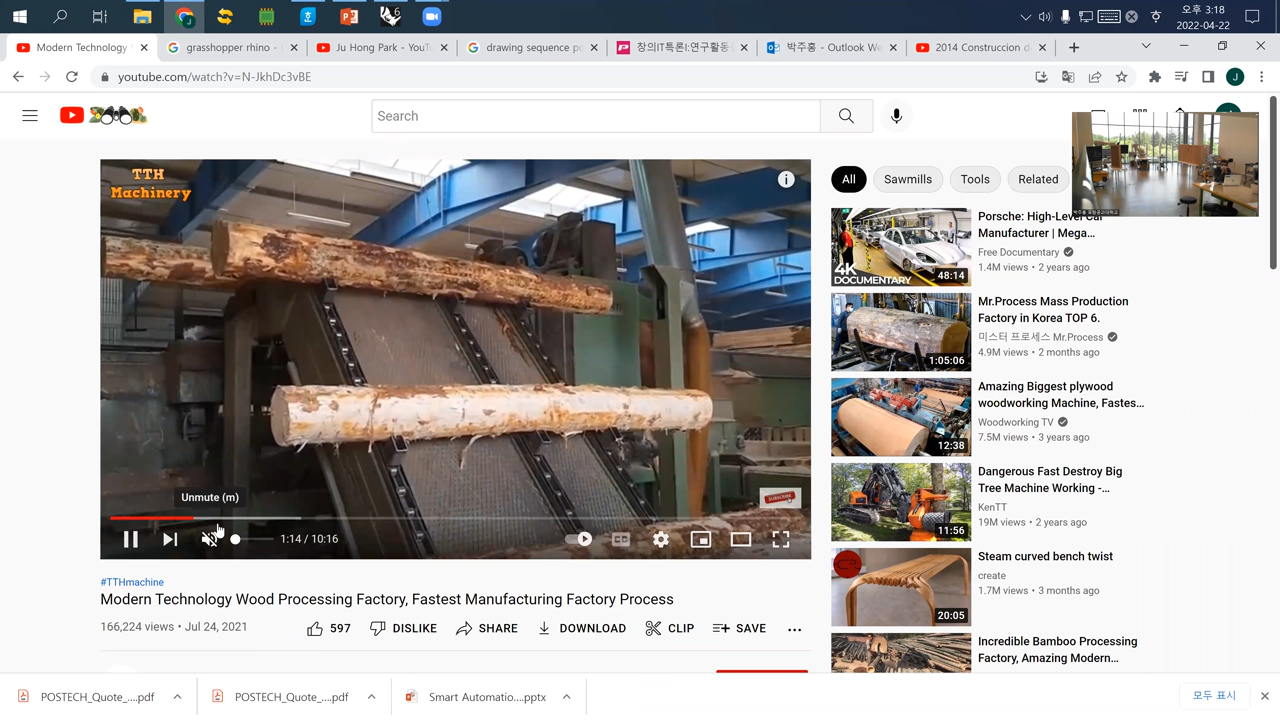 오후 3:18
2022-04-22
6
Modern Technology
grasshopper rhino -
Ju Hong Park - YouT
drawing sequence po
창의IT특론I:연구활동
박주홍 - Outlook We
2014 Construccion d
youtube.com/watch?v=N-JkhDc3vBE
J
Search
TTH
Machinery
Unmute (m)
SUBSCRIBE
1:14 / 10:16
CC
#TTHmachine
Modern Technology Wood Processing Factory, Fastest Manufacturing Factory Process
166,224 views • Jul 24, 2021
597
DISLIKE
SHARE
DOWNLOAD
CLIP
SAVE
All
Sawmills
Tools
Related
Porsche: High-Level Car
Manufacturer | Mega…
Free Documentary
1.4M views • 2 years ago
4K
DOCUMENTARY
48:14
Mr.Process Mass Production
Factory in Korea TOP 6.
미스터 프로세스 Mr.Process
4.9M views • 2 months ago
1:05:06
Amazing Biggest plywood
woodworking Machine, Fastes…
Woodworking TV
7.5M views • 3 years ago
12:38
Dangerous Fast Destroy Big
Tree Machine Working -…
KenTT
19M views • 2 years ago
11:56
Steam curved bench twist
create
1.7M views • 3 months ago
20:05
Incredible Bamboo Processing
Factory, Amazing Modern…
POSTECH_Quote_....pdf
POSTECH_Quote_....pdf
Smart Automatio....pptx
모두 표시